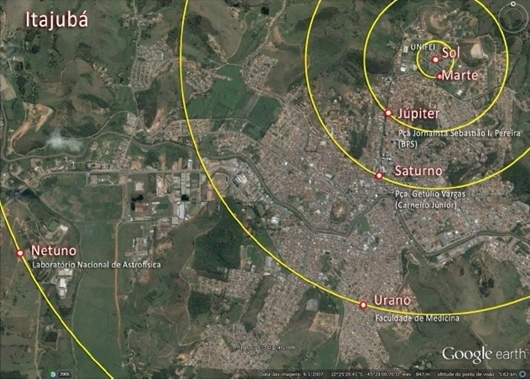 Itajubá
UNIFEI
Sol
Marte
Júpiter
Pça Jornalista Sebastião I. Pereira
(BPS)
Saturno
Pça. Getúlio Vargas
(Carneiro Júnior)
Netuno
Laboratório Nacional de Astrofísica
Urano
Faculdade de Medicina
Google earth